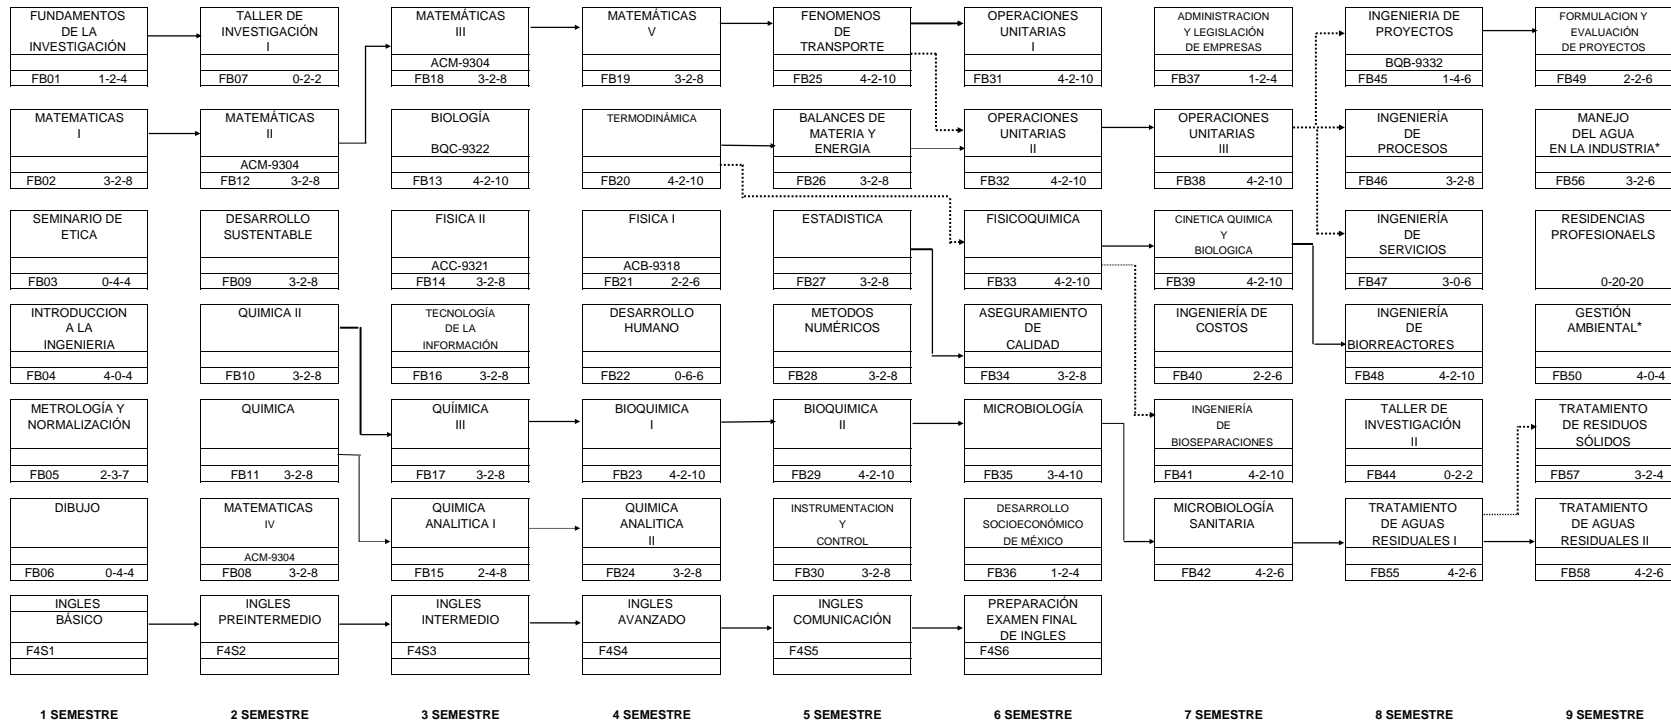 FUNDAMENTOS
DE LA
INVESTIGACIÓN
FB01 1-2-4
TALLER DE
INVESTIGACIÓN
I
FB07 0-2-2
MATEMÁTICAS
III
ACM-9304
FB18 3-2-8
MATEMÁTICAS
V
FB19 3-2-8
FENOMENOS
DE
TRANSPORTE
FB25 4-2-10
OPERACIONES
UNITARIAS
I
FB31 4-2-10
ADMINISTRACION
Y LEGISLACIÓN
DE EMPRESAS
FB37 1-2-4
INGENIERIA DE
PROYECTOS
BQB-9332
FB45 1-4-6
FORMULACION Y
EVALUACIÓN
DE PROYECTOS
FB49 2-2-6
MATEMATICAS
I
FB02 3-2-8
MATEMÁTICAS
II
ACM-9304
FB12 3-2-8
BIOLOGÍA
BQC-9322
FB13 4-2-10
TERMODINÁMICA
FB20 4-2-10
BALANCES DE
MATERIA Y
ENERGIA
FB26 3-2-8
OPERACIONES
UNITARIAS
II
FB32 4-2-10
OPERACIONES
UNITARIAS
III
FB38 4-2-10
INGENIERÍA
DE
PROCESOS
FB46 3-2-8
MANEJO
DEL AGUA
EN LA INDUSTRIA*
FB56 3-2-6
SEMINARIO DE
ETICA
FB03 0-4-4
DESARROLLO
SUSTENTABLE
FB09 3-2-8
FISICA II
ACC-9321
FB14 3-2-8
FISICA I
ACB-9318
FB21 2-2-6
ESTADISTICA
FB27 3-2-8
FISICOQUIMICA
FB33 4-2-10
CINETICA QUIMICA
Y
BIOLOGICA
FB39 4-2-10
INGENIERÍA
DE
SERVICIOS
FB47 3-0-6
RESIDENCIAS
PROFESIONAELS
0-20-20
INTRODUCCION
A LA
INGENIERIA
FB04 4-0-4
QUIMICA II
FB10 3-2-8
TECNOLOGÍA
DE LA
INFORMACIÓN
FB16 3-2-8
DESARROLLO
HUMANO
FB22 0-6-6
METODOS
NUMÉRICOS
FB28 3-2-8
ASEGURAMIENTO
DE
CALIDAD
FB34 3-2-8
INGENIERÍA DE
COSTOS
FB40 2-2-6
INGENIERÍA
DE
BIORREACTORES
FB48 4-2-10
GESTIÓN
AMBIENTAL*
FB50 4-0-4
METROLOGÍA Y
NORMALIZACIÓN
FB05 2-3-7
QUIMICA
FB11 3-2-8
QUÍIMICA
III
FB17 3-2-8
BIOQUIMICA
I
FB23 4-2-10
BIOQUIMICA
II
FB29 4-2-10
MICROBIOLOGÍA
FB35 3-4-10
INGENIERÍA
DE
BIOSEPARACIONES
FB41 4-2-10
TALLER DE
INVESTIGACIÓN
II
FB44 0-2-2
TRATAMIENTO
DE RESIDUOS
SÓLIDOS
FB57 3-2-4
DIBUJO
FB06 0-4-4
MATEMATICAS
IV
ACM-9304
FB08 3-2-8
QUIMICA
ANALITICA I
FB15 2-4-8
QUIMICA
ANALITICA
II
FB24 3-2-8
INSTRUMENTACION
Y
CONTROL
FB30 3-2-8
DESARROLLO
SOCIOECONÓMICO
DE MÉXICO
FB36 1-2-4
MICROBIOLOGÍA
SANITARIA
FB42 4-2-6
TRATAMIENTO
DE AGUAS
RESIDUALES I
FB55 4-2-6
TRATAMIENTO
DE AGUAS
RESIDUALES II
FB58 4-2-6
INGLES
BÁSICO
F4S1
INGLES
PREINTERMEDIO
F4S2
INGLES
INTERMEDIO
F4S3
INGLES
AVANZADO
F4S4
INGLES
COMUNICACIÓN
F4S5
PREPARACIÓN
EXAMEN FINAL
DE INGLES
F4S6
1 SEMESTRE 2 SEMESTRE 3 SEMESTRE 4 SEMESTRE 5 SEMESTRE 6 SEMESTRE 7 SEMESTRE 8 SEMESTRE 9 SEMESTRE